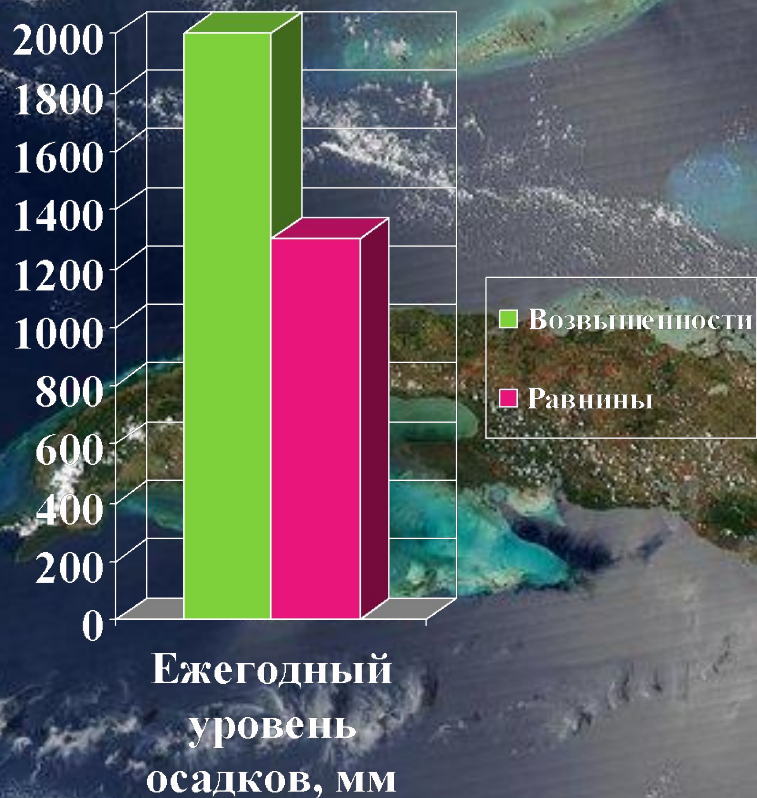 2000
1800
1600
1400
1200
1000
800
600
400
200
0
Возвышенности
Равнины
Ежегодный
уровень
осадков, мм